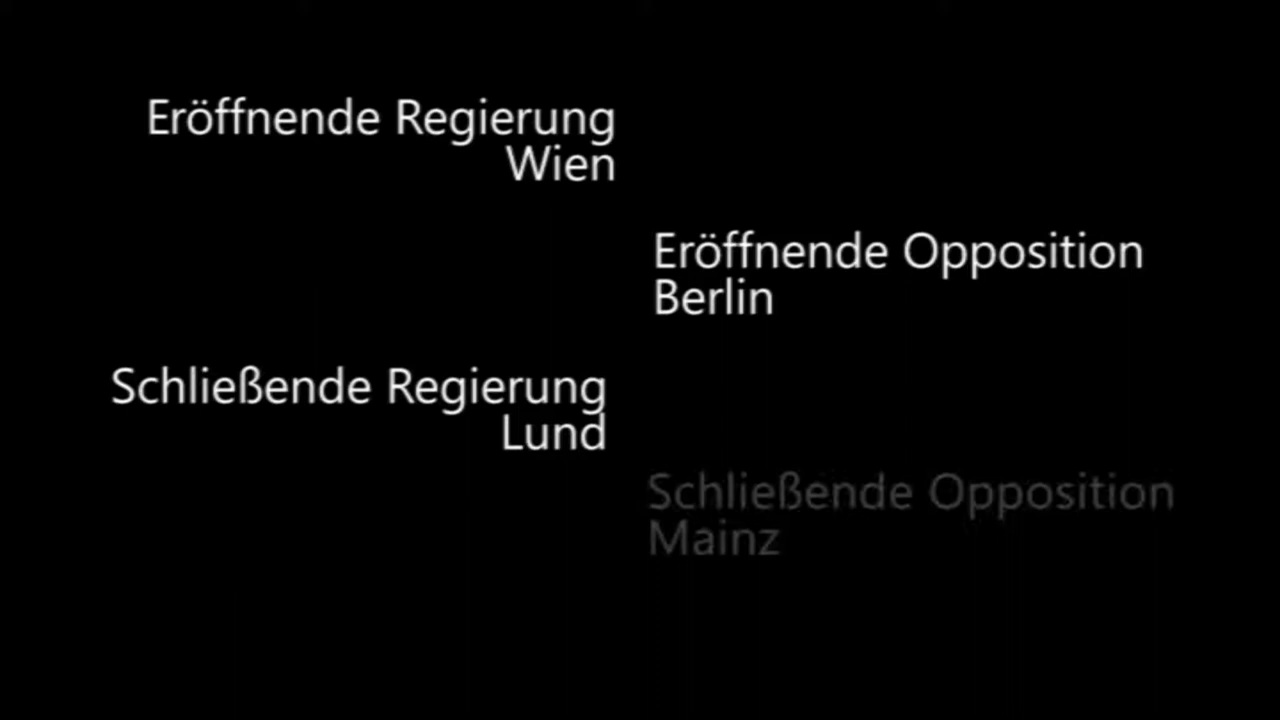 Eröffnende Regierung
Wien
Eröffnende Opposition
Berlin
Schließende Regierung
Lund
Schließende Opposition
Mainz